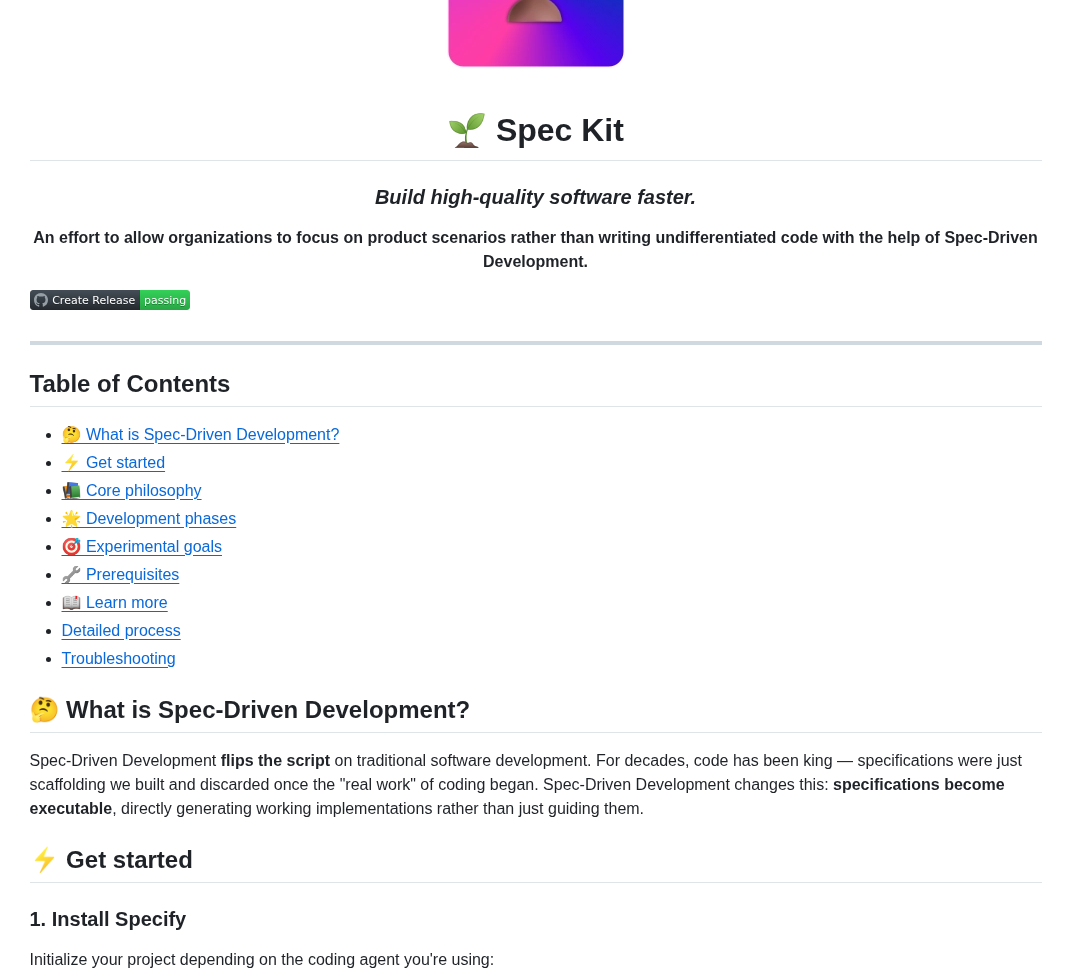 🌱 Spec Kit
Build high-quality software faster.
An effort to allow organizations to focus on product scenarios rather than writing undifferentiated code with the help of Spec-Driven
Development.
Create Release passing
Table of Contents
• 🤔 What is Spec-Driven Development?
• ⚡ Get started
• 📚 Core philosophy
• 🌟 Development phases
• 🎯 Experimental goals
• 🔧 Prerequisites
• 📖 Learn more
• Detailed process
• Troubleshooting
🤔 What is Spec-Driven Development?
Spec-Driven Development flips the script on traditional software development. For decades, code has been king — specifications were just
scaffolding we built and discarded once the "real work" of coding began. Spec-Driven Development changes this: specifications become
executable, directly generating working implementations rather than just guiding them.
⚡ Get started
1. Install Specify
Initialize your project depending on the coding agent you're using: